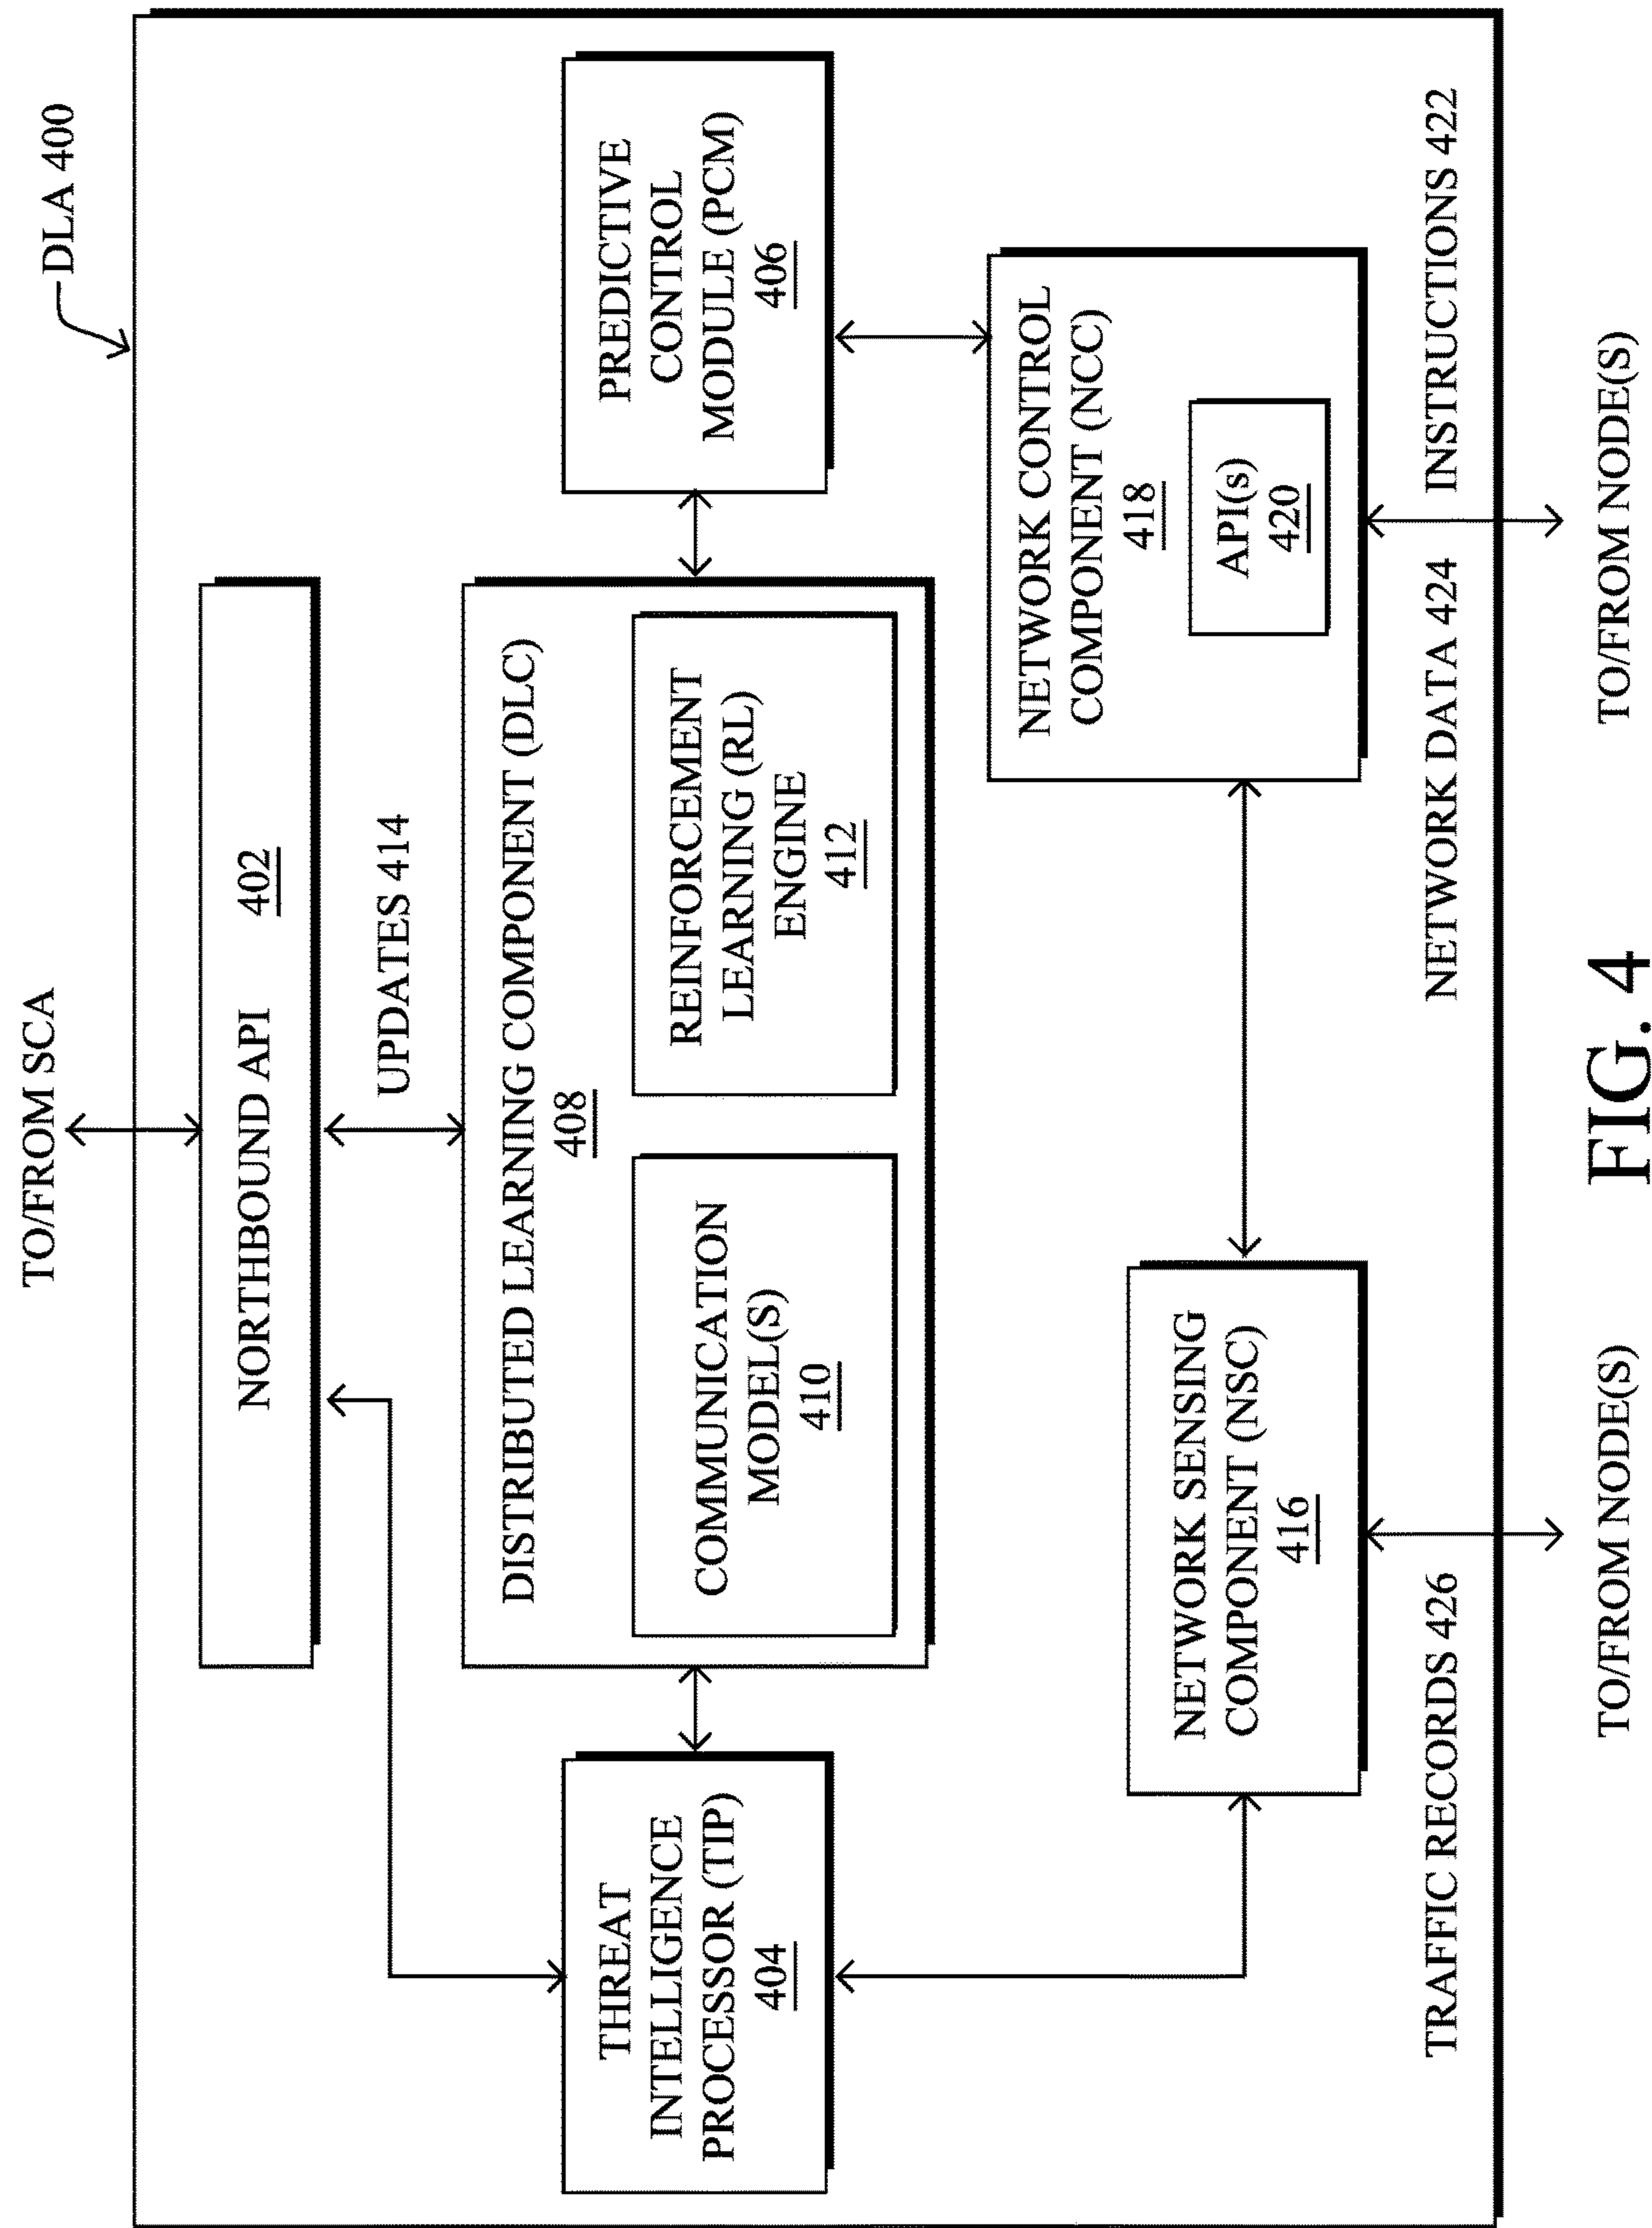 DLA 400
TO/FROM SCA
NORTHBOUND API 402
UPDATES 414
THREAT
INTELLIGENCE
PROCESSOR (TIP)
404
DISTRIBUTED LEARNING COMPONENT (DLC)
408
COMMUNICATION
MODEL(S)
410
REINFORCEMENT
LEARNING (RL)
ENGINE
412
PREDICTIVE
CONTROL
MODULE (PCM)
406
NETWORK SENSING
COMPONENT (NSC)
416
NETWORK CONTROL
COMPONENT (NCC)
418
API(s)
420
TRAFFIC RECORDS 426
NETWORK DATA 424
INSTRUCTIONS 422
TO/FROM NODE(S)
TO/FROM NODE(S)
FIG. 4